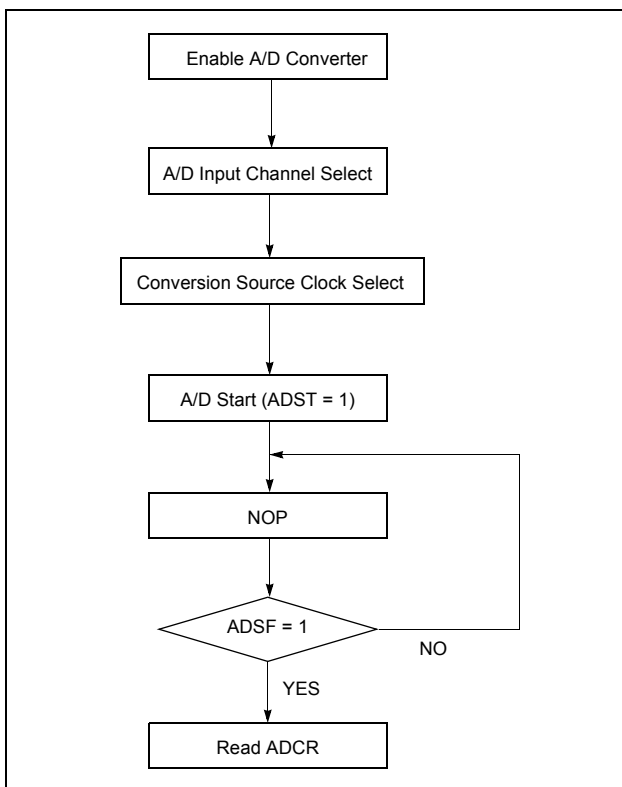 Enable A/D Converter
A/D Input Channel Select
Conversion Source Clock Select
A/D Start (ADST = 1)
NOP
ADSF = 1
NO
YES
Read ADCR